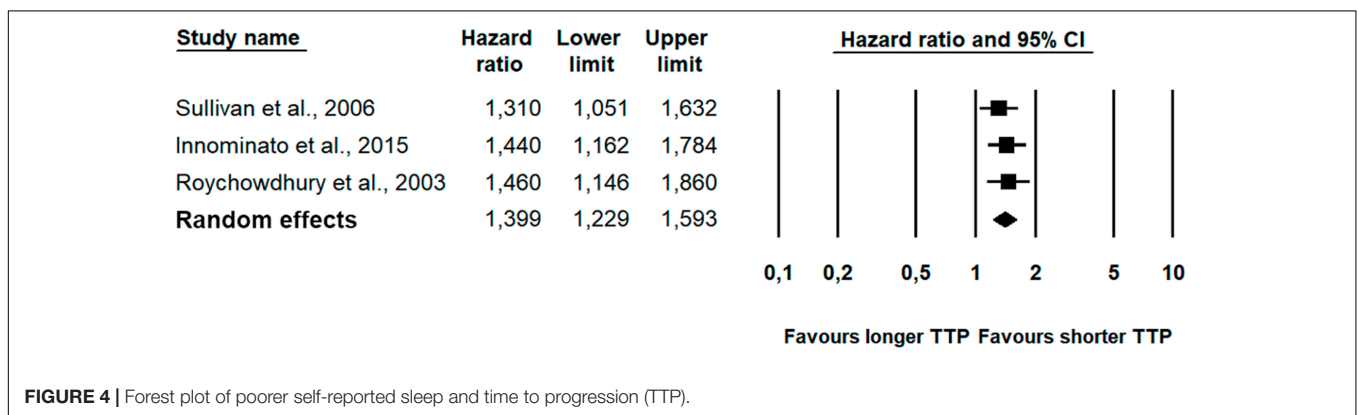 Study name Hazard ratio Lower limit Upper limit Hazard ratio and 95% CI
Sullivan et al., 2006 1,310 1,051 1,632
Innominato et al., 2015 1,440 1,162 1,784
Roychowdhury et al., 2003 1,460 1,146 1,860
Random effects 1,399 1,229 1,593
0,1 0,2 0,5 1 2 5 10
Favours longer TTP Favours shorter TTP
FIGURE 4 | Forest plot of poorer self-reported sleep and time to progression (TTP).